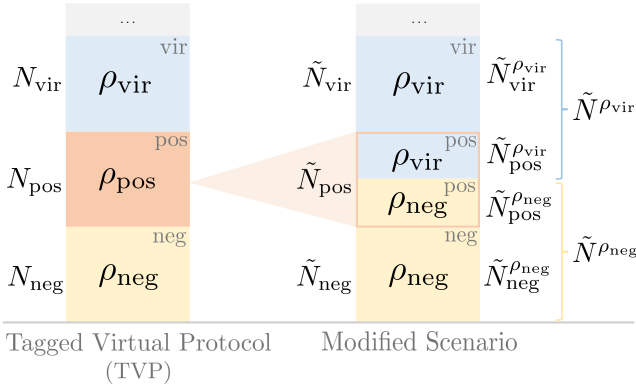 ... ...
vir vir
N_vir ρ_vir Ñ_vir ρ_vir Ñ_vir^ρ_vir
Ñ^ρ_vir
pos pos
ρ_vir Ñ_pos^ρ_vir
N_pos ρ_pos Ñ_pos
pos
ρ_neg Ñ_pos^ρ_neg
neg neg
Ñ^ρ_neg
N_neg ρ_neg Ñ_neg ρ_neg Ñ_neg^ρ_neg
Tagged Virtual Protocol Modified Scenario
(TVP)